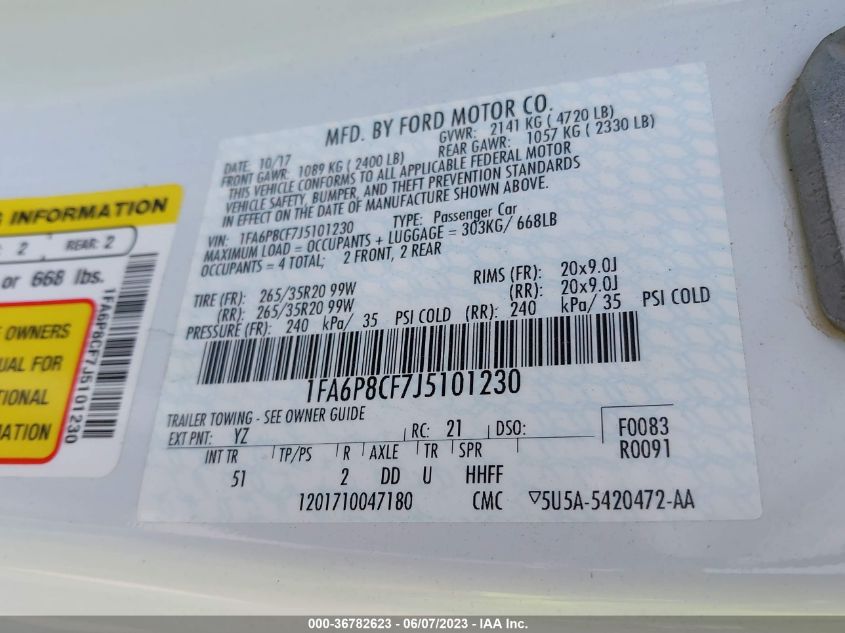 MFD. BY FORD MOTOR CO.
DATE: 10/17 GVWR: 2141 KG ( 4720 LB)
FRONT GAWR: 1089 KG ( 2400 LB) REAR GAWR: 1057 KG ( 2330 LB)
THIS VEHICLE CONFORMS TO ALL APPLICABLE FEDERAL MOTOR
VEHICLE SAFETY, BUMPER, AND THEFT PREVENTION STANDARDS
IN EFFECT ON THE DATE OF MANUFACTURE SHOWN ABOVE.
VIN: 1FA6P8CF7J5101230 TYPE: Passenger Car
MAXIMUM LOAD = OCCUPANTS + LUGGAGE = 303KG/ 668LB
OCCUPANTS = 4 TOTAL; 2 FRONT, 2 REAR
TIRE (FR): 265/35R20 99W RIMS (FR): 20x9.0J
(RR): 265/35R20 99W (RR): 20x9.0J
PRESSURE (FR): 240 kPa/ 35 PSI COLD (RR): 240 kPa/ 35 PSI COLD
1FA6P8CF7J5101230
TRAILER TOWING - SEE OWNER GUIDE
EXT PNT: YZ RC: 21 DSO: F0083
INT TR TP/PS R AXLE TR SPR R0091
51 2 DD U HHFF
1201710047180 CMC ▽5U5A-5420472-AA
INFORMATION
: 2 REAR: 2
or 668 lbs.
OWNERS
UAL FOR
TIONAL
MATION
1FA6P8CF7J5101230
000-36782623 - 06/07/2023 - IAA Inc.